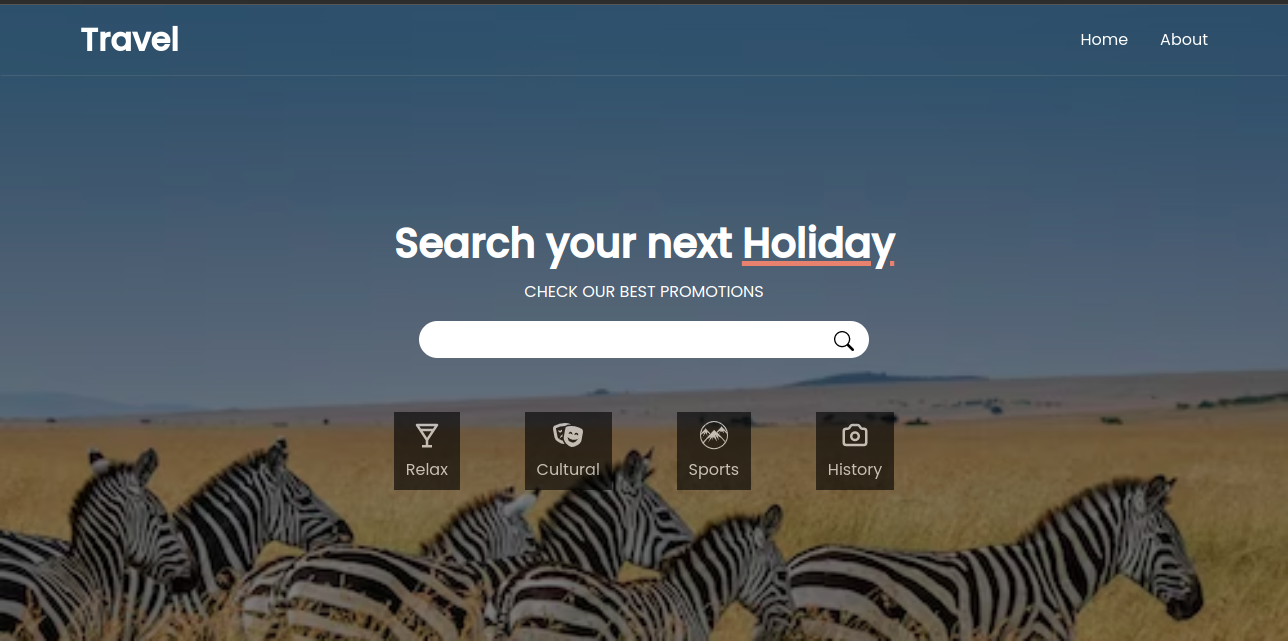 Travel
Home About
Search your next Holiday
CHECK OUR BEST PROMOTIONS
Relax Cultural Sports History